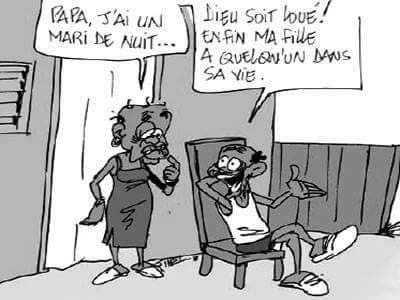 PAPA, J'AI UN
MARI DE NUIT...
DIEU SOIT LOUÉ!
ENFIN MA FILLE
A QUELQU'UN DANS
SA VIE.